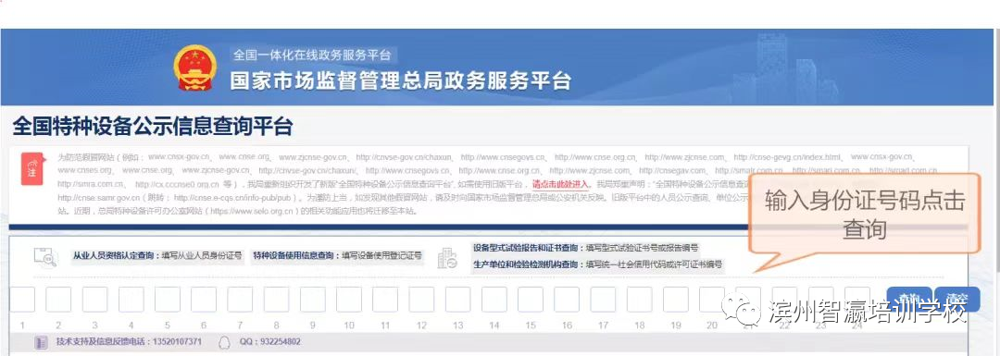 全国一体化在线政务服务平台
国家市场监督管理总局政务服务平台
全国特种设备公示信息查询平台
注
为防范假冒网站（例如：www.cnsx-gov.cn、www.cnse.org、www.zjcnse-gov.cn、http://cnvse-gov.cn/chaxun、http://www.cnsegovs.cn、http://www.cnse.org.cn、http://www.zjcnse.com、http://cnse-gevg.cn/index.html、www.cnsx-gov.cn、
www.cnses.org、www.cnse.org、www.zjcnse-gov.cn、http://cnvse-gov.cn/chaxun/、http://www.cnsegovs.cn、http://www.cnse.org.cn、http://www.zjcnse.com、http://cnsegav.com、
http://smra.com.cn、http://cx.cccnse0.org.cn 等），我局重新组织开发了新版“全国特种设备公示信息查询平台”, 如需使用旧版平台，请点击此处进入。我局郑重声明：“全国特种设备公示信息查
http://cnse.samr.gov.cn（跳转：http://cnse.e-cqs.cn/info-pub/pub）。为谨防上当，如发现其他假冒网站，请及时向国家市场监督管理总局或公安机关反映。旧版平台中的人员公示查询、单位公示
站。近期，总局特种设备许可办公室网站（https://www.selo.org.cn）的相关功能应用也将迁移至本站。
输入身份证号码点击
查询
从业人员资格认定查询：填写从业人员身份证号
特种设备使用信息查询：填写设备使用登记证号
设备型式试验报告和证书查询：填写型式试验证书号或报告编号
生产单位和检验检测机构查询：填写统一社会信用代码或许可证书编号
查询
清空
1 2 3 4 5 6 7 8 9 10 11 12 13 14 15 16 17 18 19 20 21 22 23 24
滨州智瀛培训学校
技术支持及信息反馈电话：13520107371 QQ：932254802